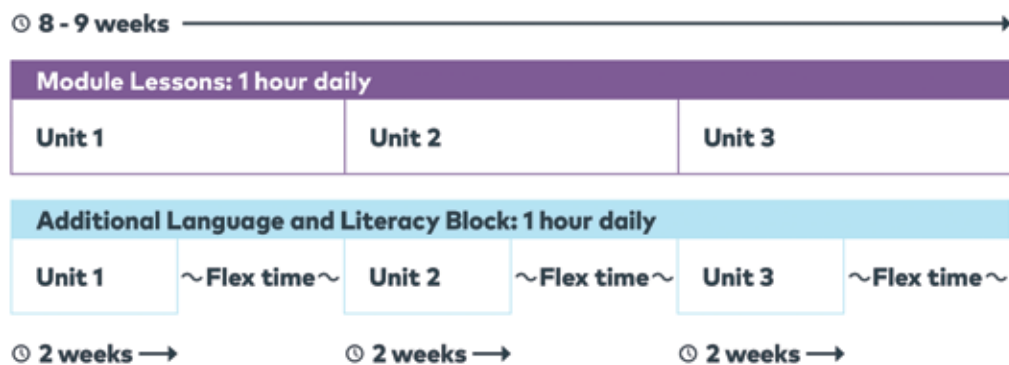 8 - 9 weeks
Module Lessons: 1 hour daily
Unit 1 Unit 2 Unit 3
Additional Language and Literacy Block: 1 hour daily
Unit 1 ~Flex time~ Unit 2 ~Flex time~ Unit 3 ~Flex time~
2 weeks 2 weeks 2 weeks